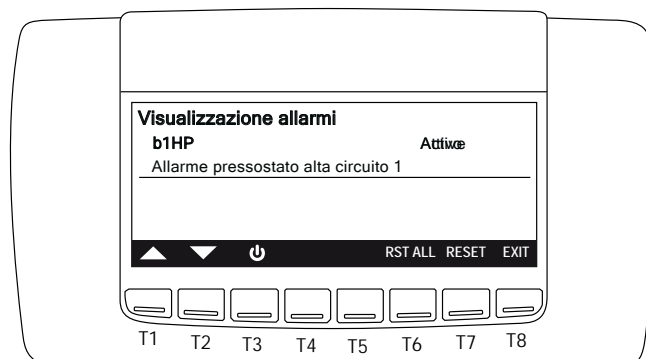 Visualizzazione allarmi
b1HP
Allarme pressostato alta circuito 1
RST ALL RESET EXIT
T1 T2 T3 T4 T5 T6 T7 T8